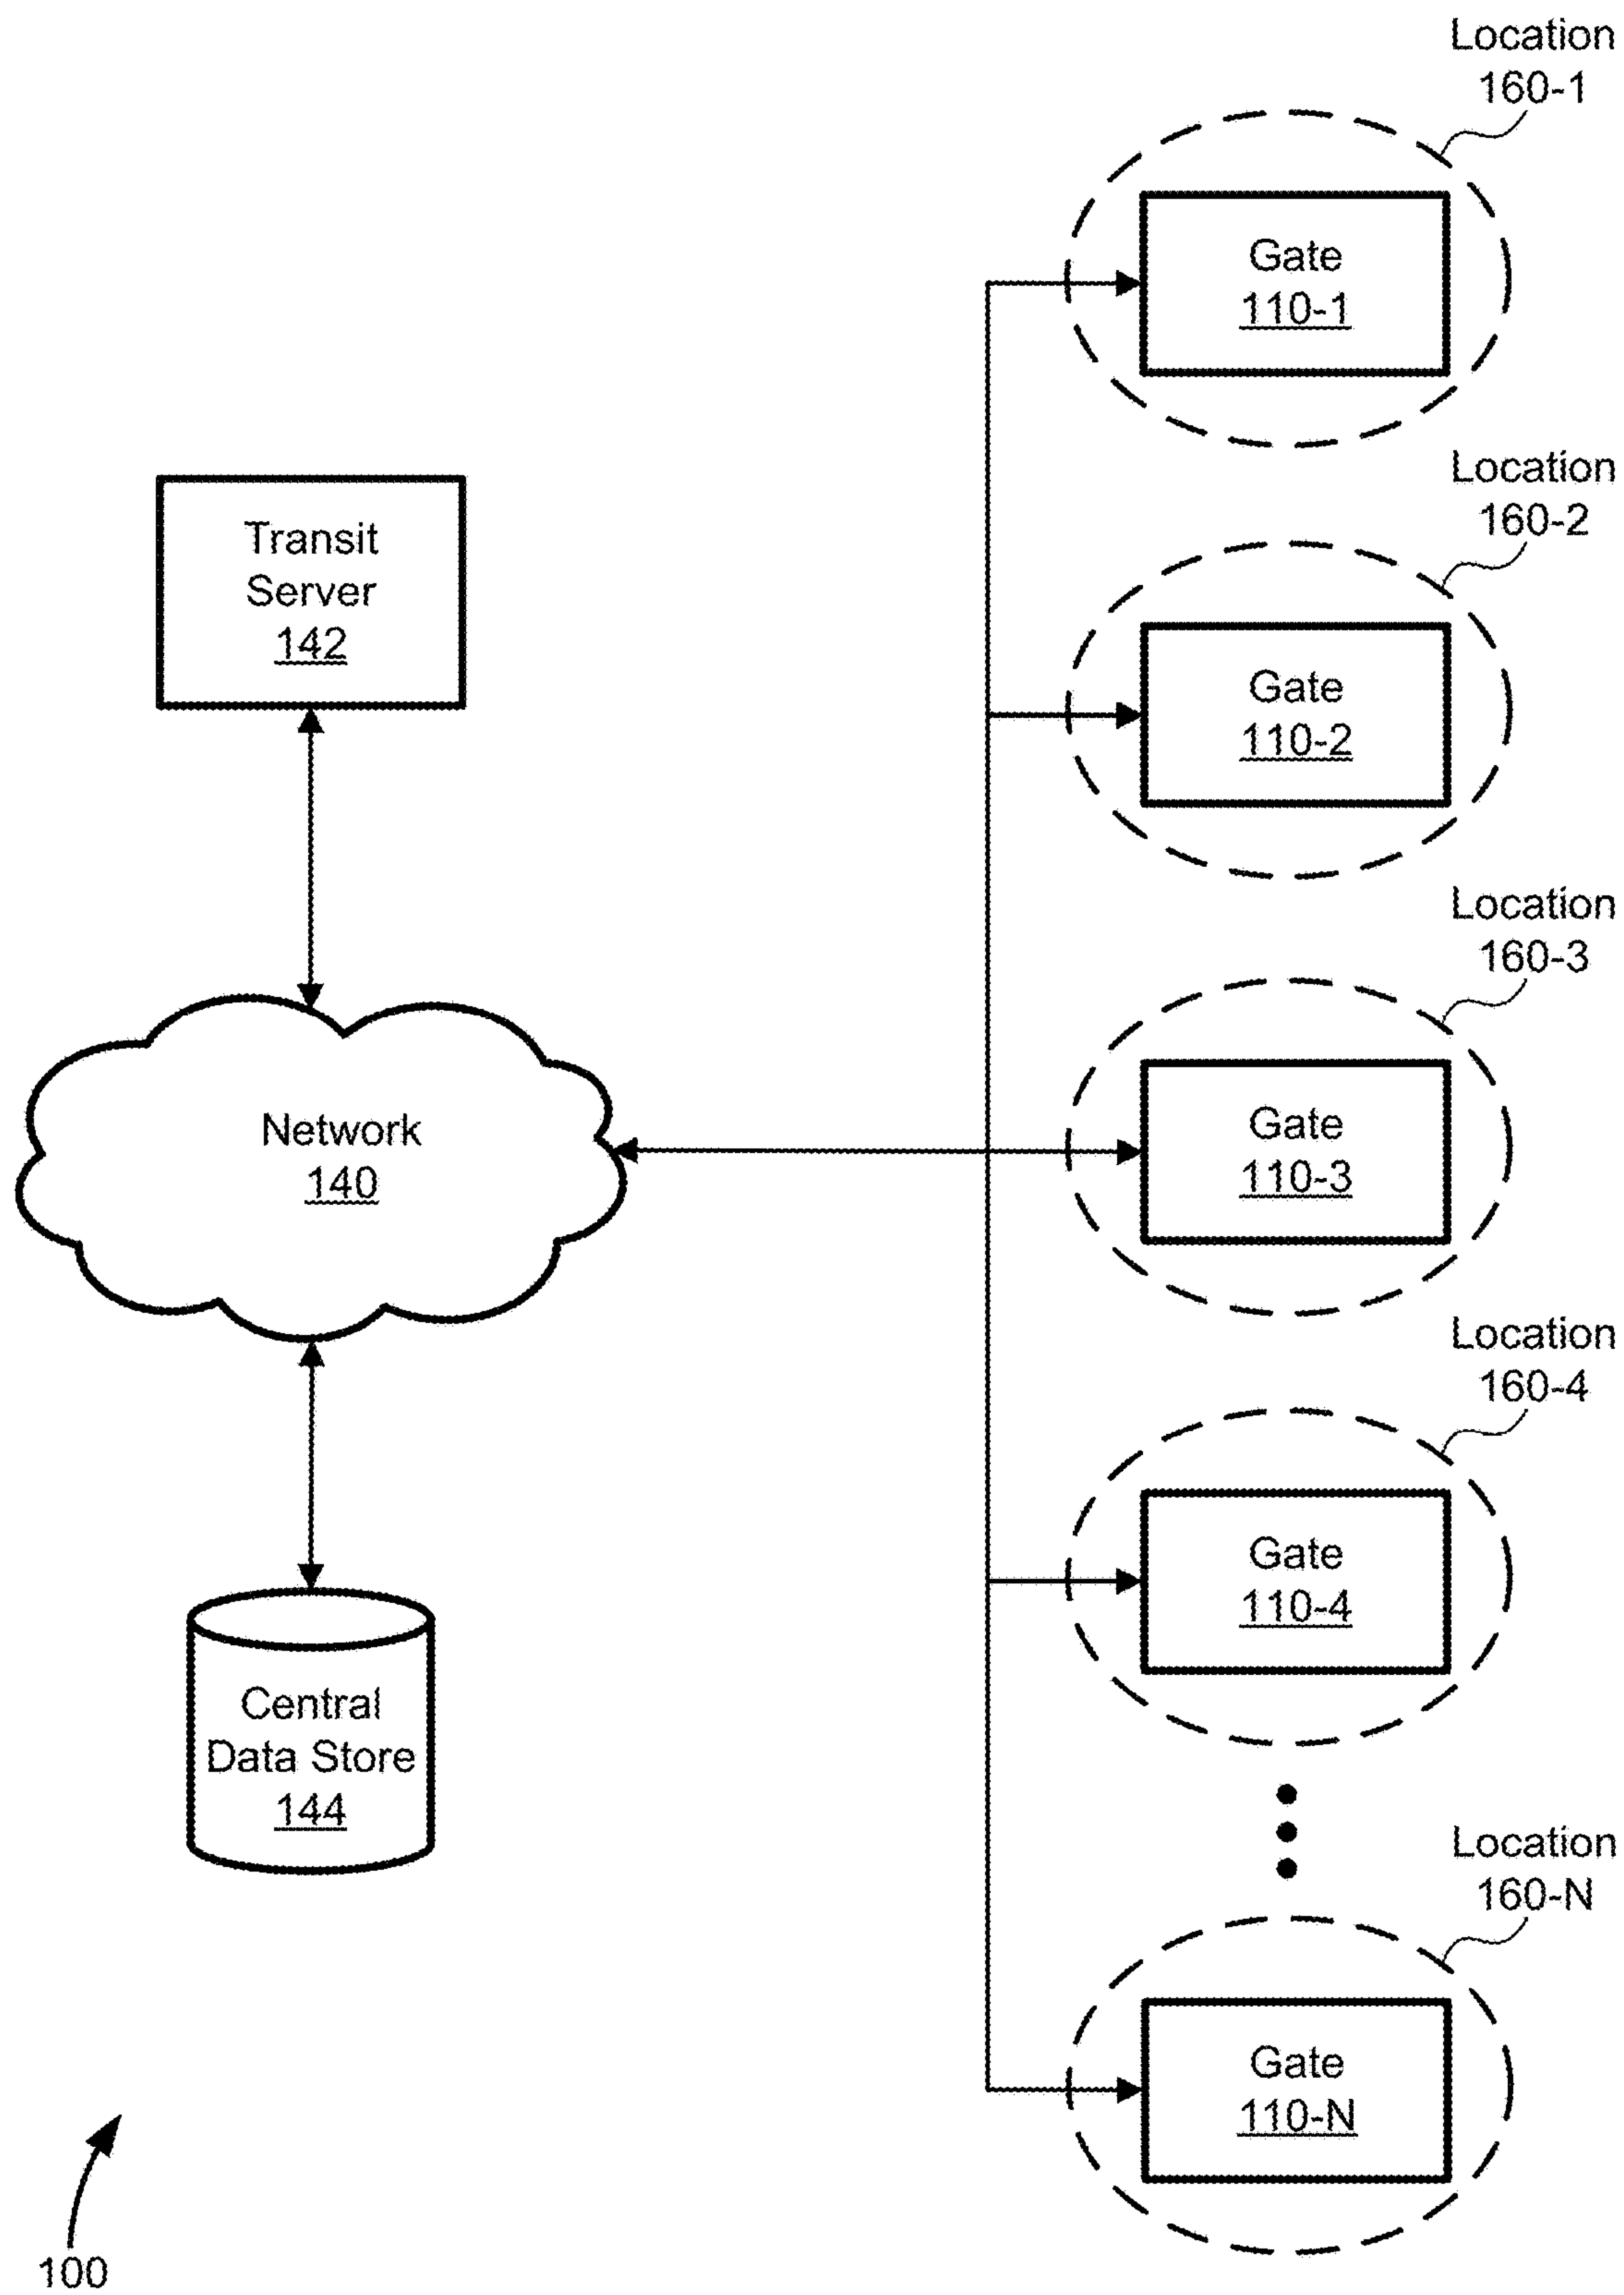 Location
160-1
Gate
110-1
Location
160-2
Transit
Server
142
Gate
110-2
Location
160-3
Network
140
Gate
110-3
Location
160-4
Gate
110-4
Central
Data Store
144
Location
160-N
Gate
110-N
100